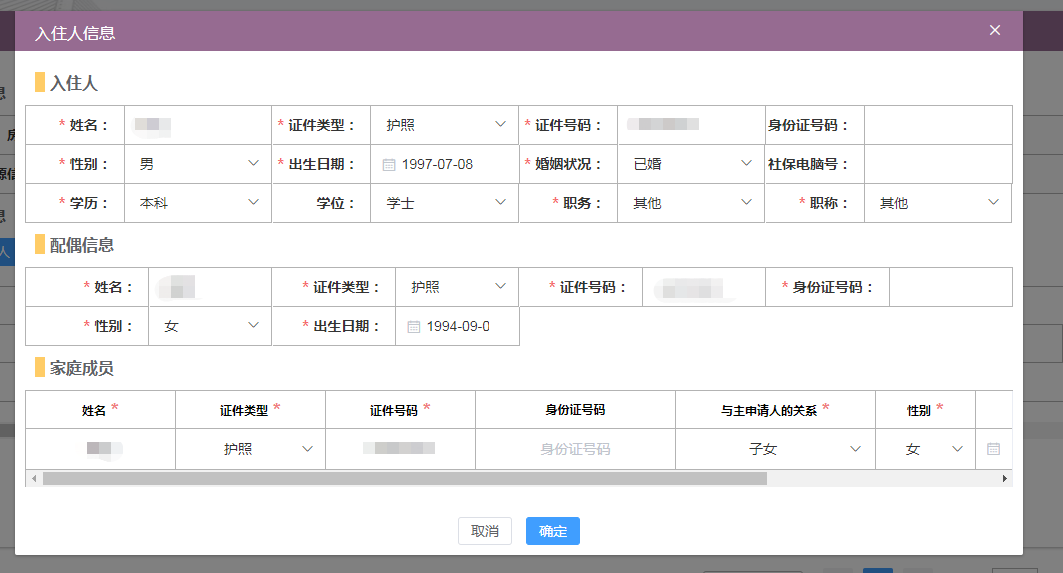 入住人信息
入住人
* 姓名： * 证件类型： 护照 * 证件号码： 身份证号码：
* 性别： 男 * 出生日期： 1997-07-08 * 婚姻状况： 已婚 社保电脑号：
* 学历： 本科 学位： 学士 * 职务： 其他 * 职称： 其他
配偶信息
* 姓名： * 证件类型： 护照 * 证件号码： * 身份证号码：
* 性别： 女 * 出生日期： 1994-09-0
家庭成员
姓名 * 证件类型 * 证件号码 * 身份证号码 与主申请人的关系 * 性别 *
护照 身份证号码 子女 女
取消 确定